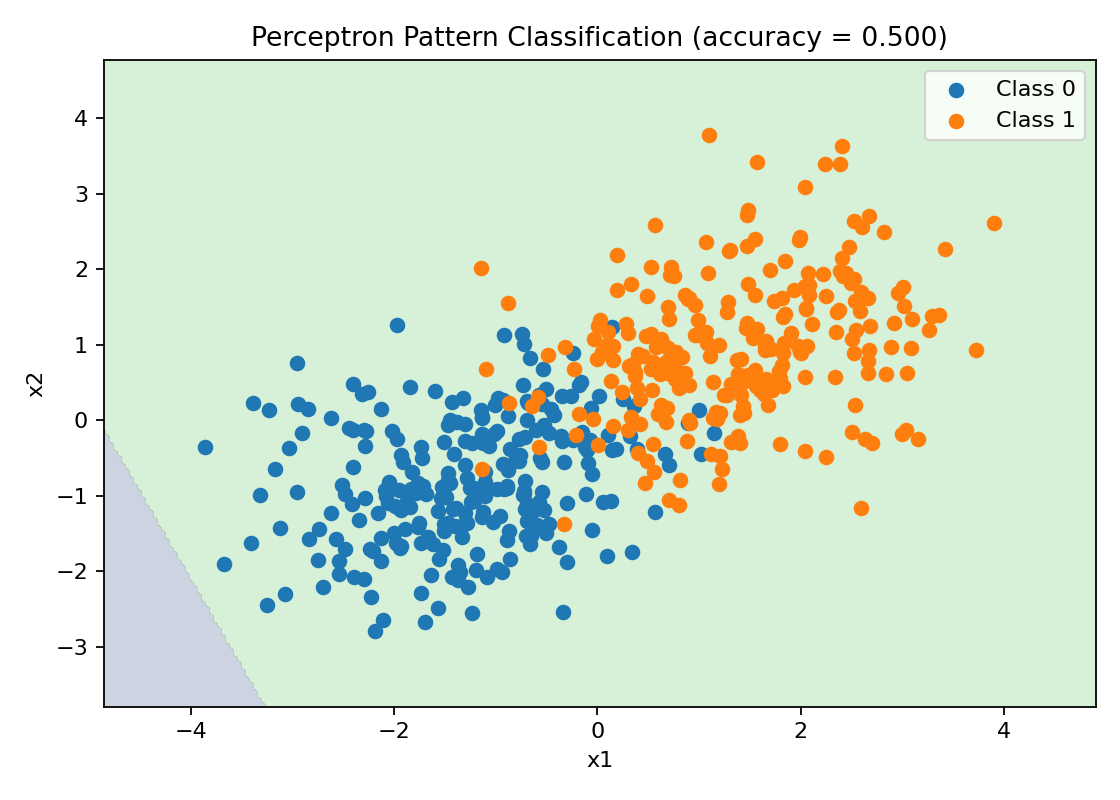 Perceptron Pattern Classification (accuracy = 0.500)
Class 0
Class 1
x2
4
3
2
1
0
−1
−2
−3
−4
−2
0
2
4
x1